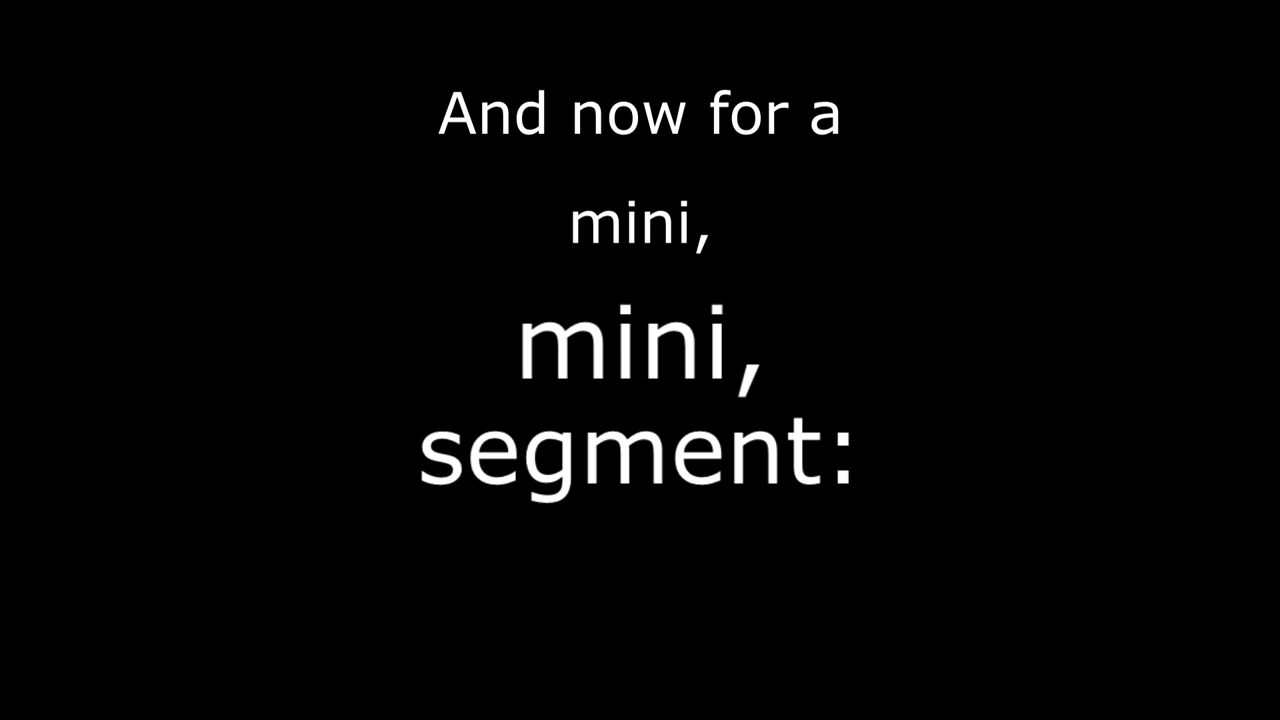 And now for a
mini,
mini,
segment: